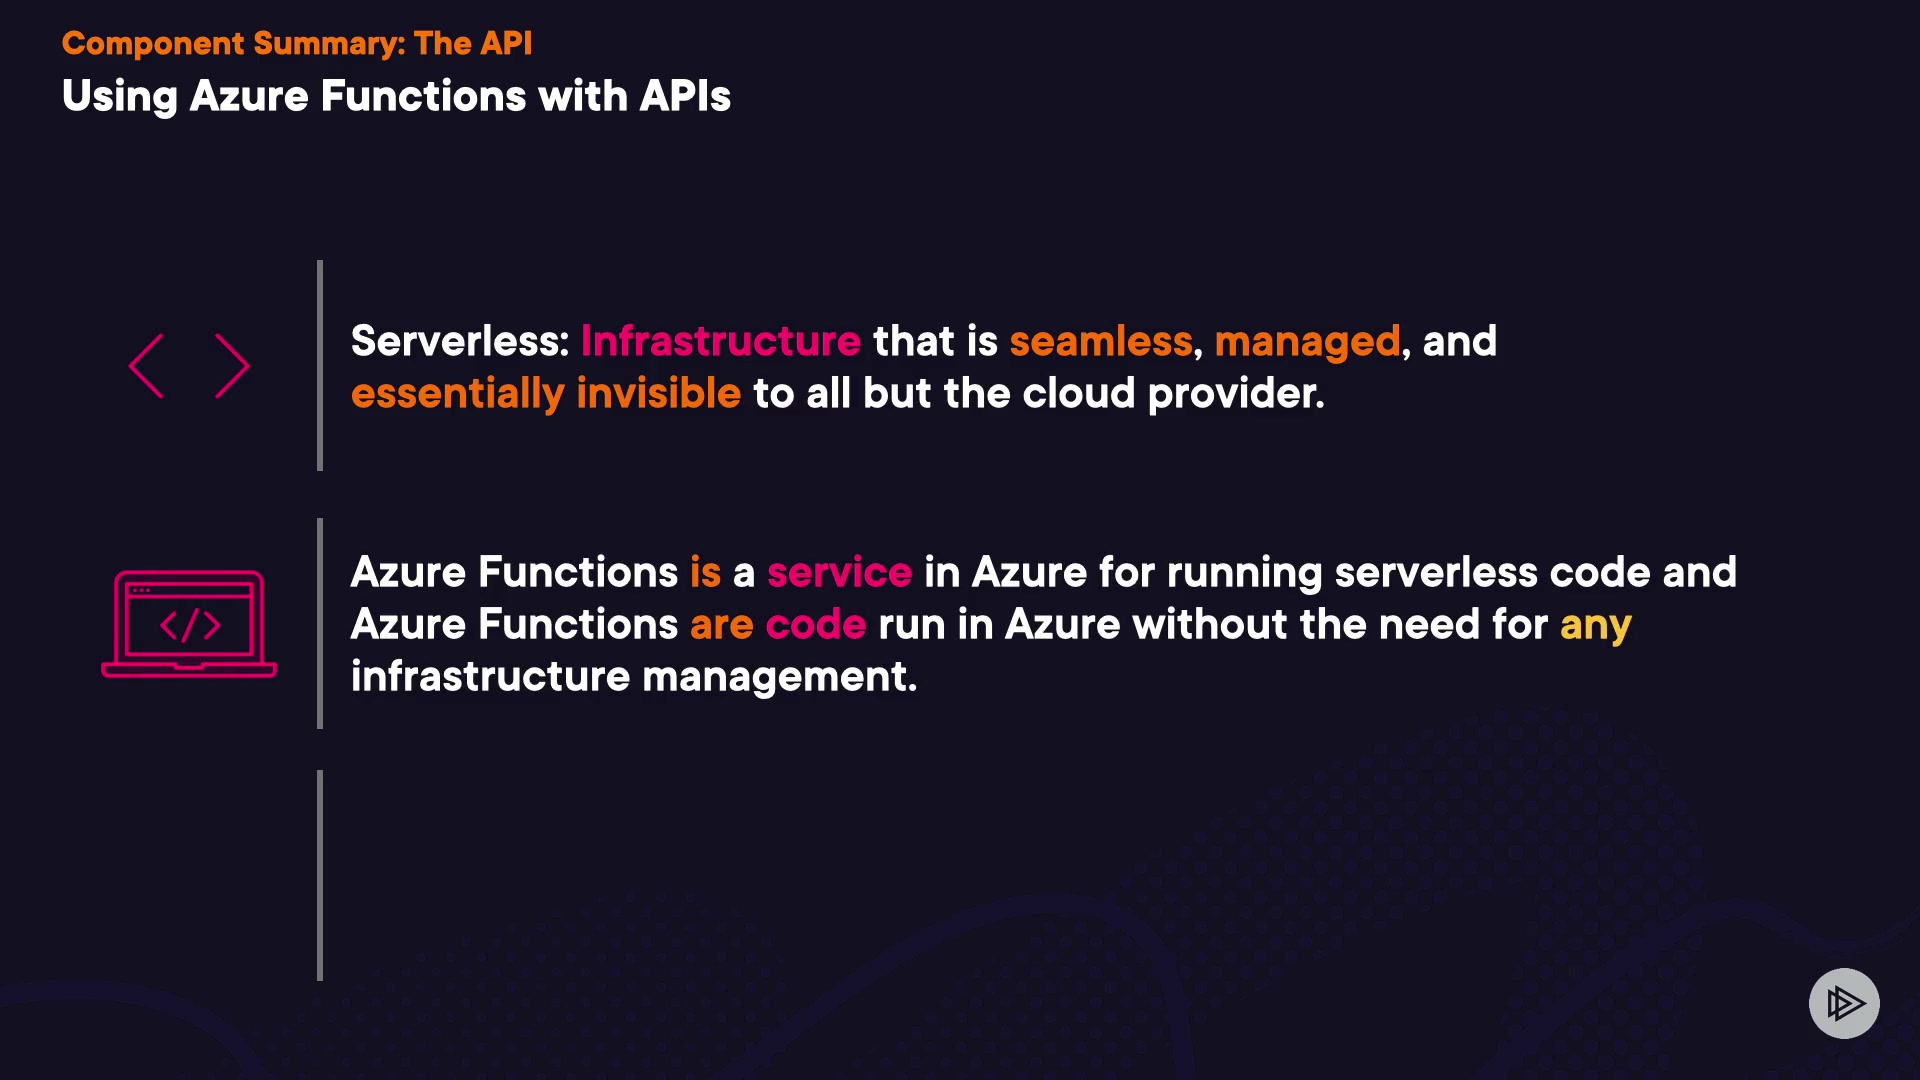 Component Summary: The API
Using Azure Functions with APIs
Serverless: Infrastructure that is seamless, managed, and
essentially invisible to all but the cloud provider.
Azure Functions is a service in Azure for running serverless code and
Azure Functions are code run in Azure without the need for any
infrastructure management.